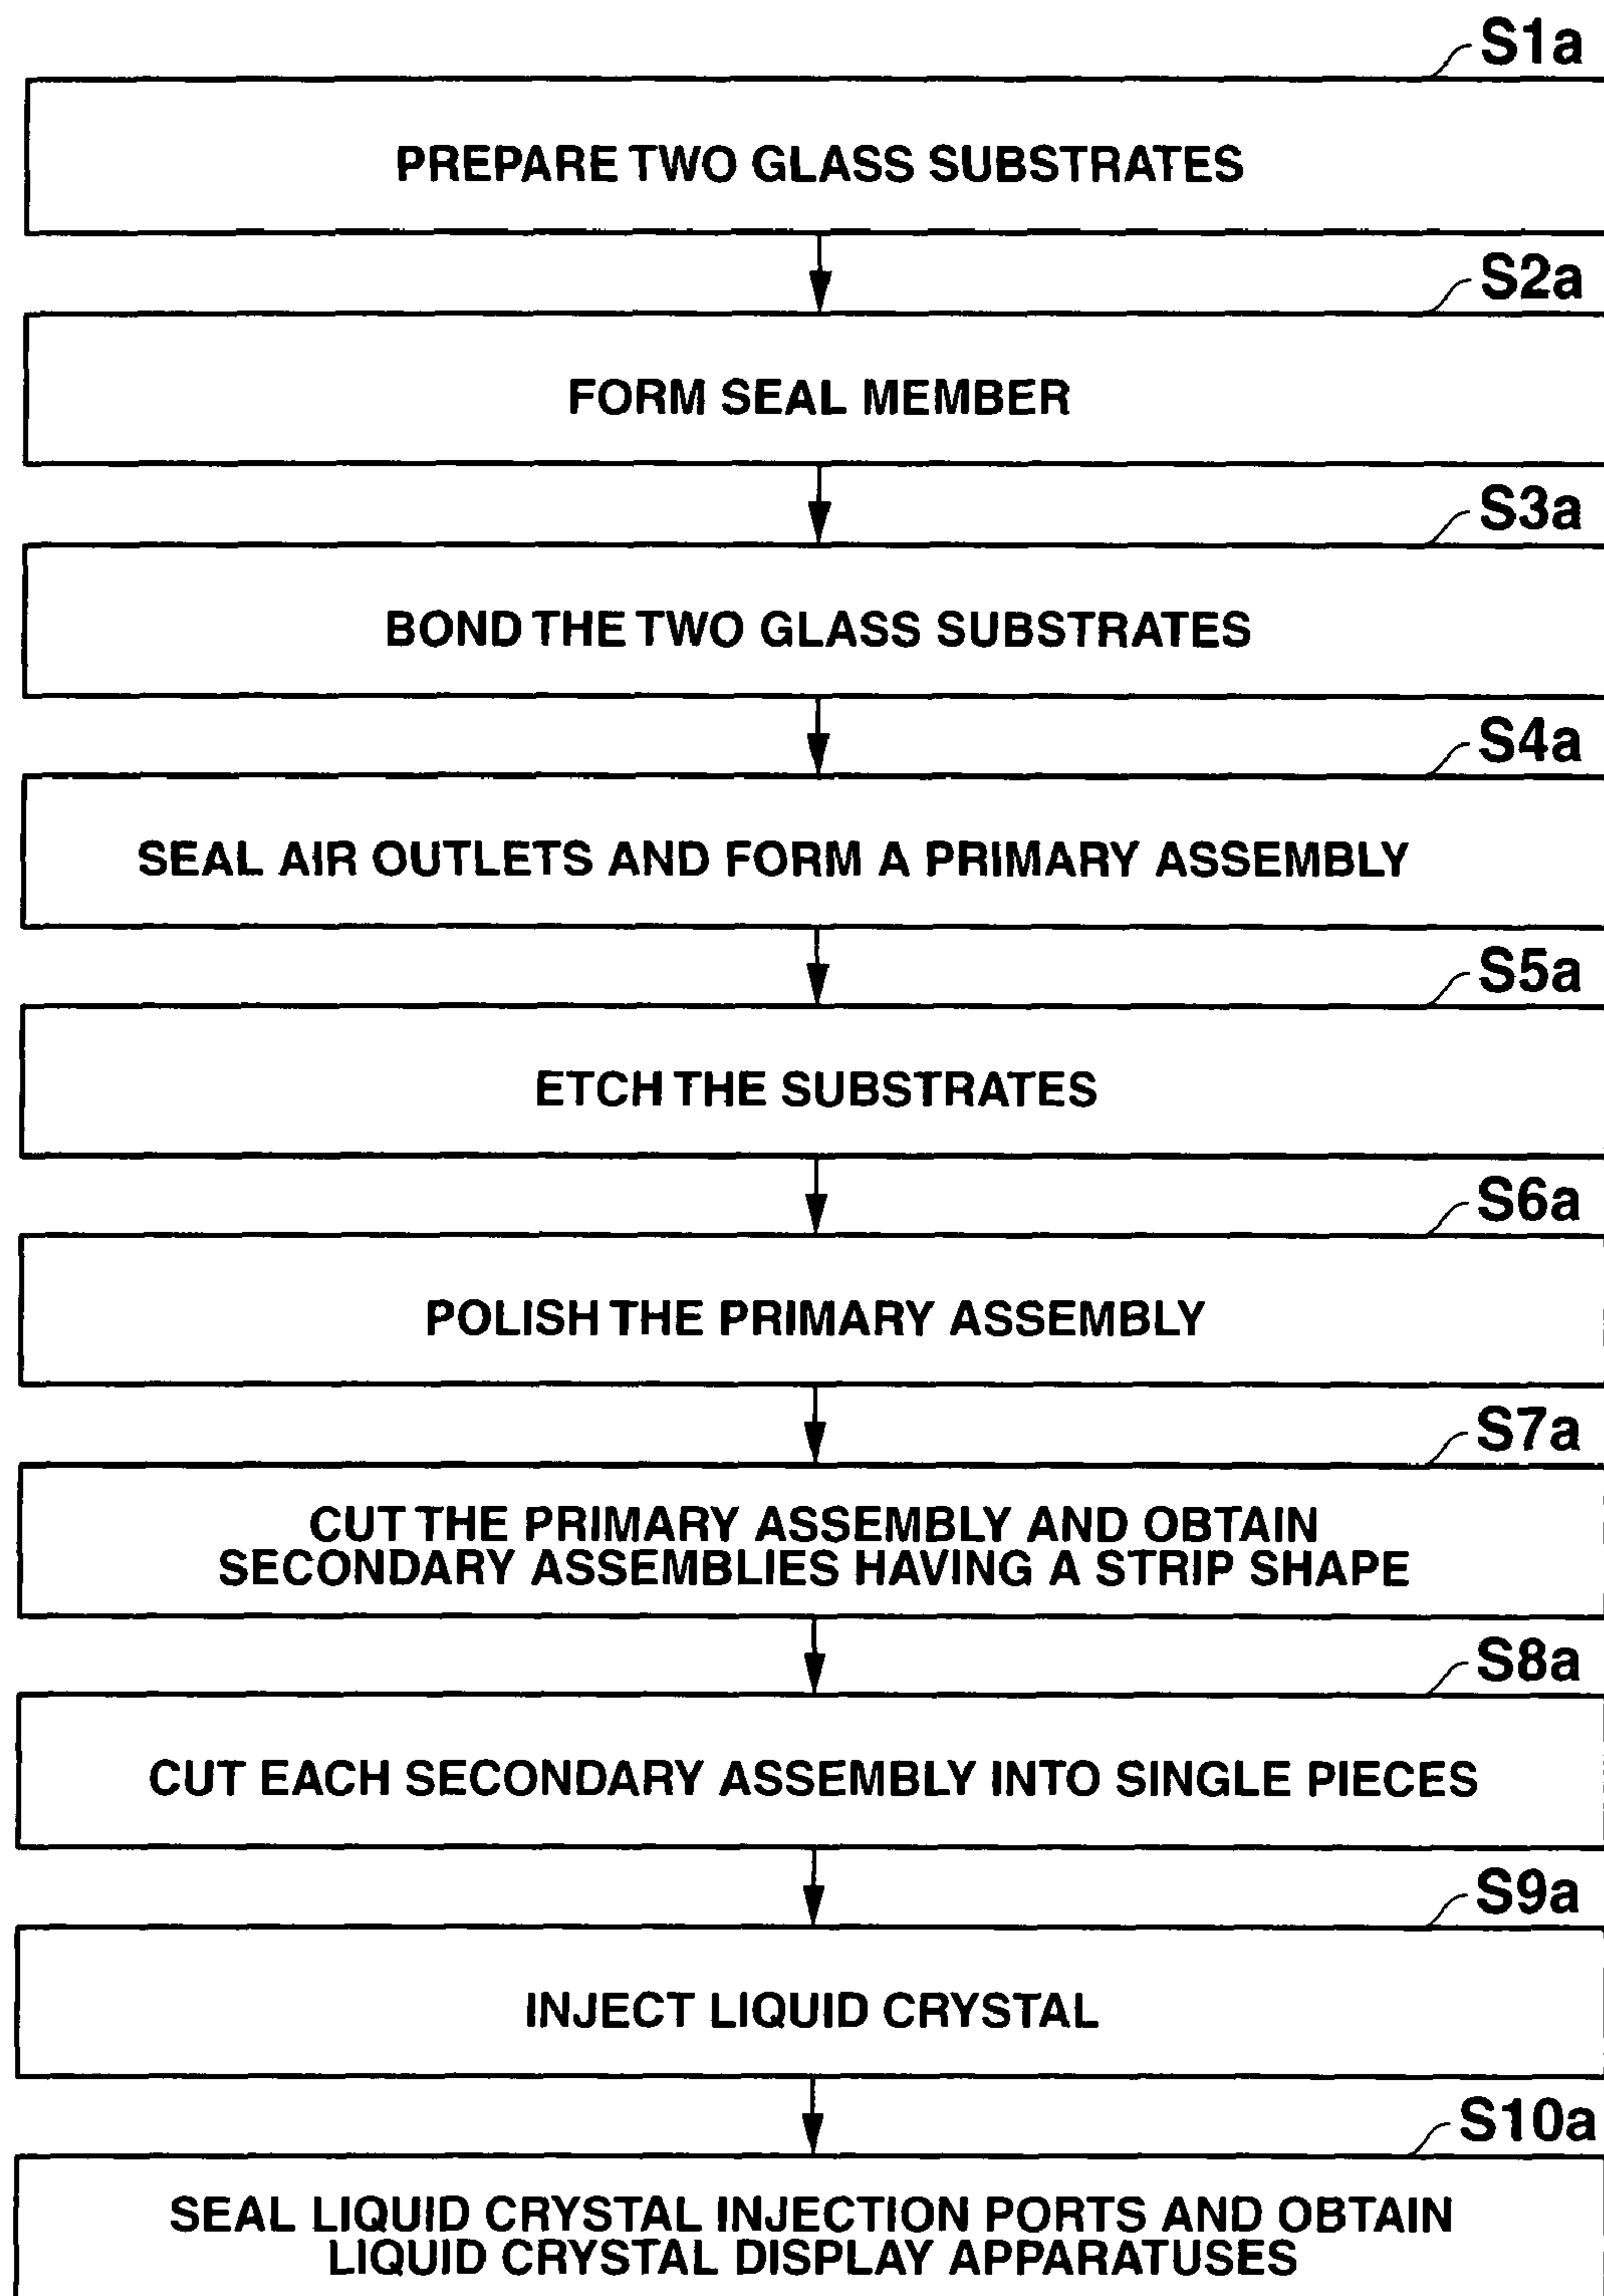 S1a
PREPARE TWO GLASS SUBSTRATES
S2a
FORM SEAL MEMBER
S3a
BOND THE TWO GLASS SUBSTRATES
S4a
SEAL AIR OUTLETS AND FORM A PRIMARY ASSEMBLY
S5a
ETCH THE SUBSTRATES
S6a
POLISH THE PRIMARY ASSEMBLY
S7a
CUT THE PRIMARY ASSEMBLY AND OBTAIN
SECONDARY ASSEMBLIES HAVING A STRIP SHAPE
S8a
CUT EACH SECONDARY ASSEMBLY INTO SINGLE PIECES
S9a
INJECT LIQUID CRYSTAL
S10a
SEAL LIQUID CRYSTAL INJECTION PORTS AND OBTAIN
LIQUID CRYSTAL DISPLAY APPARATUSES